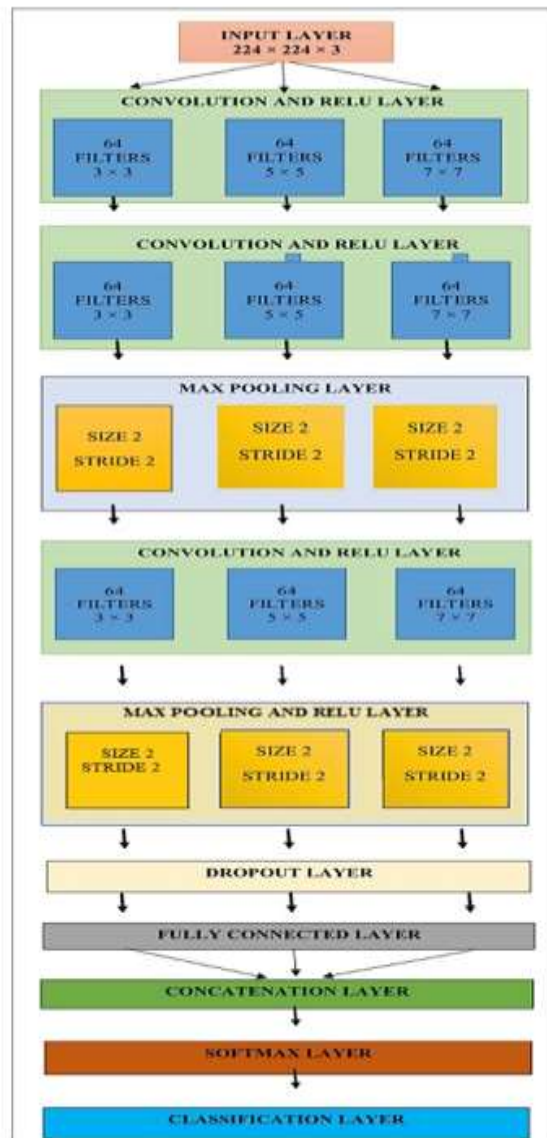 INPUT LAYER
224 × 224 × 3
CONVOLUTION AND RELU LAYER
64
FILTERS
3 × 3
64
FILTERS
5 × 5
64
FILTERS
7 × 7
CONVOLUTION AND RELU LAYER
64
FILTERS
3 × 3
64
FILTERS
5 × 5
64
FILTERS
7 × 7
MAX POOLING LAYER
SIZE 2
STRIDE 2
SIZE 2
STRIDE 2
SIZE 2
STRIDE 2
CONVOLUTION AND RELU LAYER
64
FILTERS
3 × 3
64
FILTERS
5 × 5
64
FILTERS
7 × 7
MAX POOLING AND RELU LAYER
SIZE 2
STRIDE 2
SIZE 2
STRIDE 2
SIZE 2
STRIDE 2
DROPOUT LAYER
FULLY CONNECTED LAYER
CONCATENATION LAYER
SOFTMAX LAYER
CLASSIFICATION LAYER